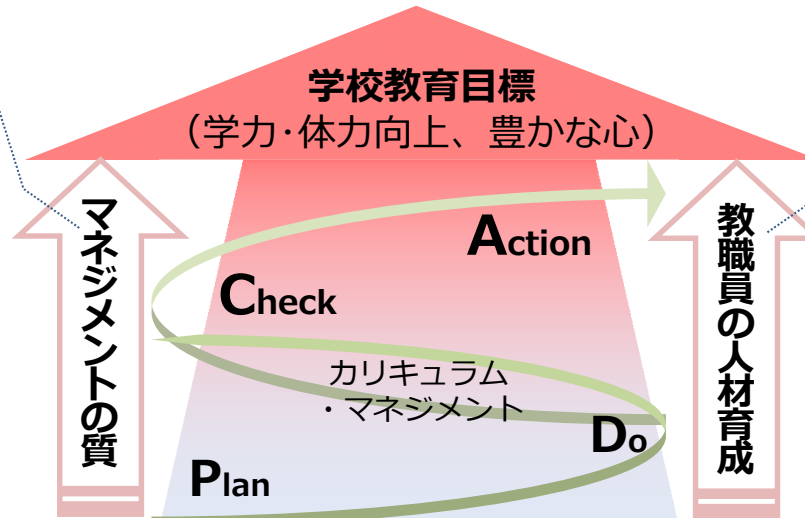 学校教育目標
（学力・体力向上、豊かな心）
マネジメントの質
教職員の人材育成
Action
Check
カリキュラム
・マネジメント
Do
Plan